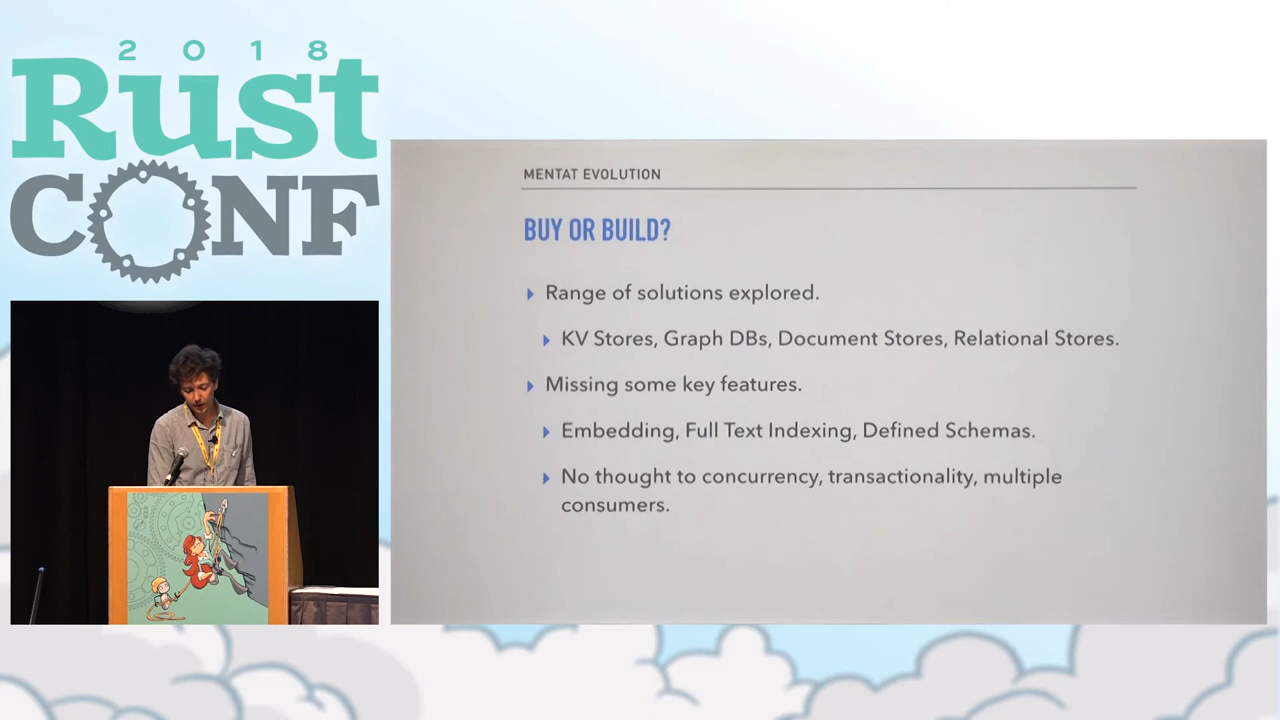 2018
Rust
CONF
MENTAT EVOLUTION
BUY OR BUILD?
Range of solutions explored.
KV Stores, Graph DBs, Document Stores, Relational Stores.
Missing some key features.
Embedding, Full Text Indexing, Defined Schemas.
No thought to concurrency, transactionality, multiple
consumers.